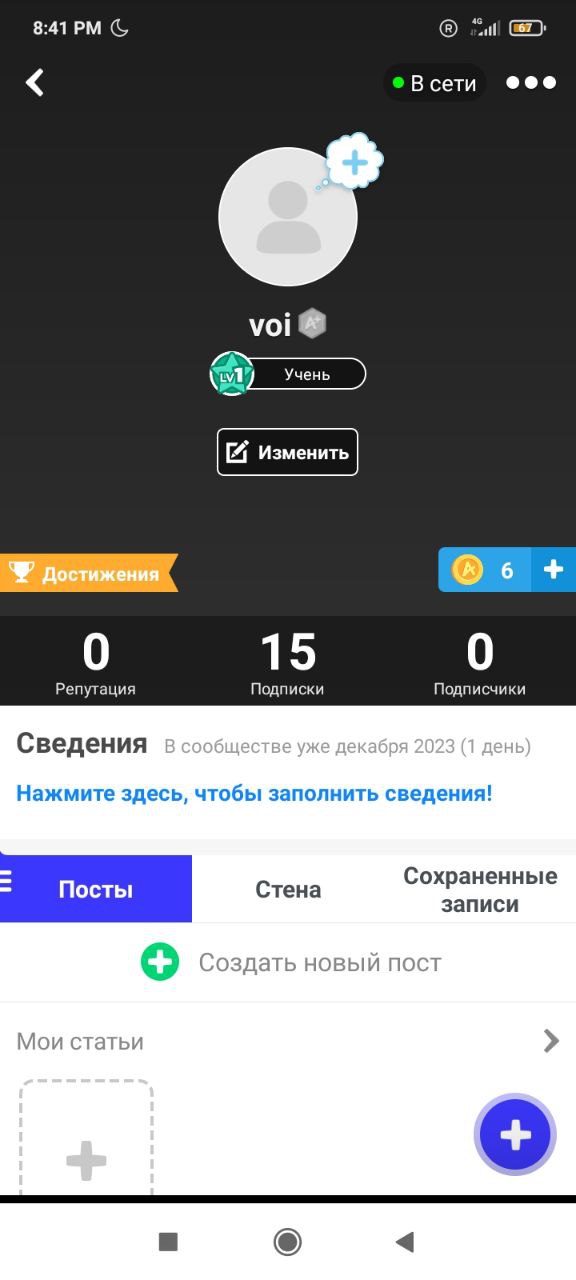 8:41 PM
R 4G 67
В сети
voi A+
LV1 Учень
Изменить
Достижения
A 6
0 15 0
Репутация Подписки Подписчики
Сведения В сообществе уже декабря 2023 (1 день)
Нажмите здесь, чтобы заполнить сведения!
Посты Стена Сохраненные
записи
Создать новый пост
Мои статьи